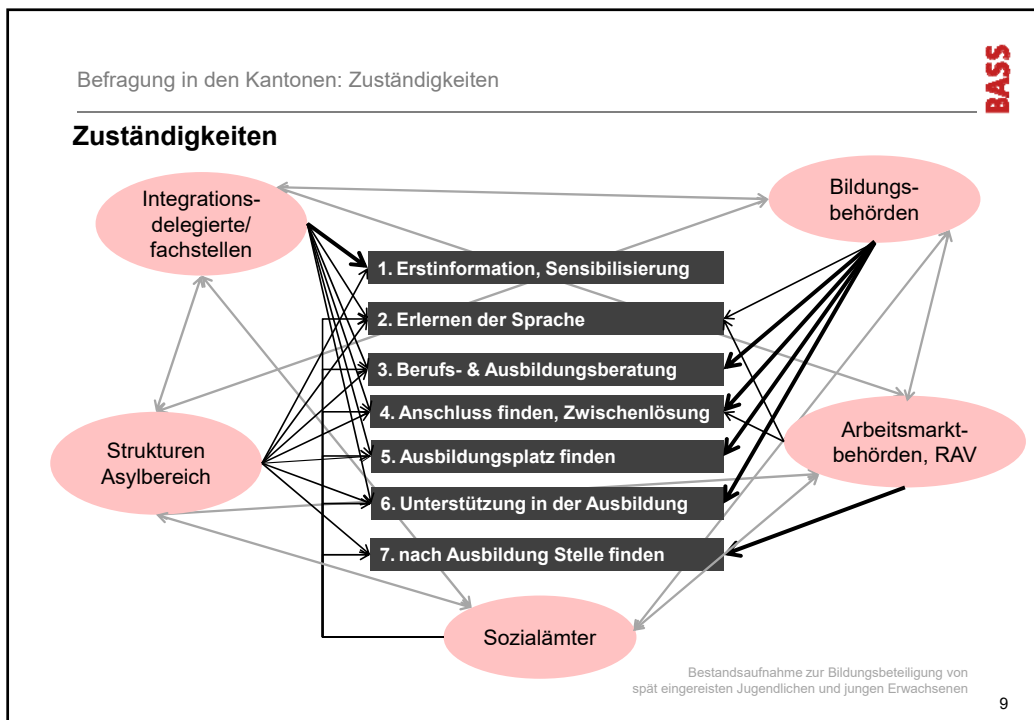 Befragung in den Kantonen: Zuständigkeiten
BASS
Zuständigkeiten
Integrations-
delegierte/
fachstellen
Bildungs-
behörden
1. Erstinformation, Sensibilisierung
2. Erlernen der Sprache
3. Berufs- & Ausbildungsberatung
4. Anschluss finden, Zwischenlösung
5. Ausbildungsplatz finden
6. Unterstützung in der Ausbildung
7. nach Ausbildung Stelle finden
Strukturen
Asylbereich
Arbeitsmarkt-
behörden, RAV
Sozialämter
Bestandsaufnahme zur Bildungsbeteiligung von
spät eingereisten Jugendlichen und jungen Erwachsenen
9